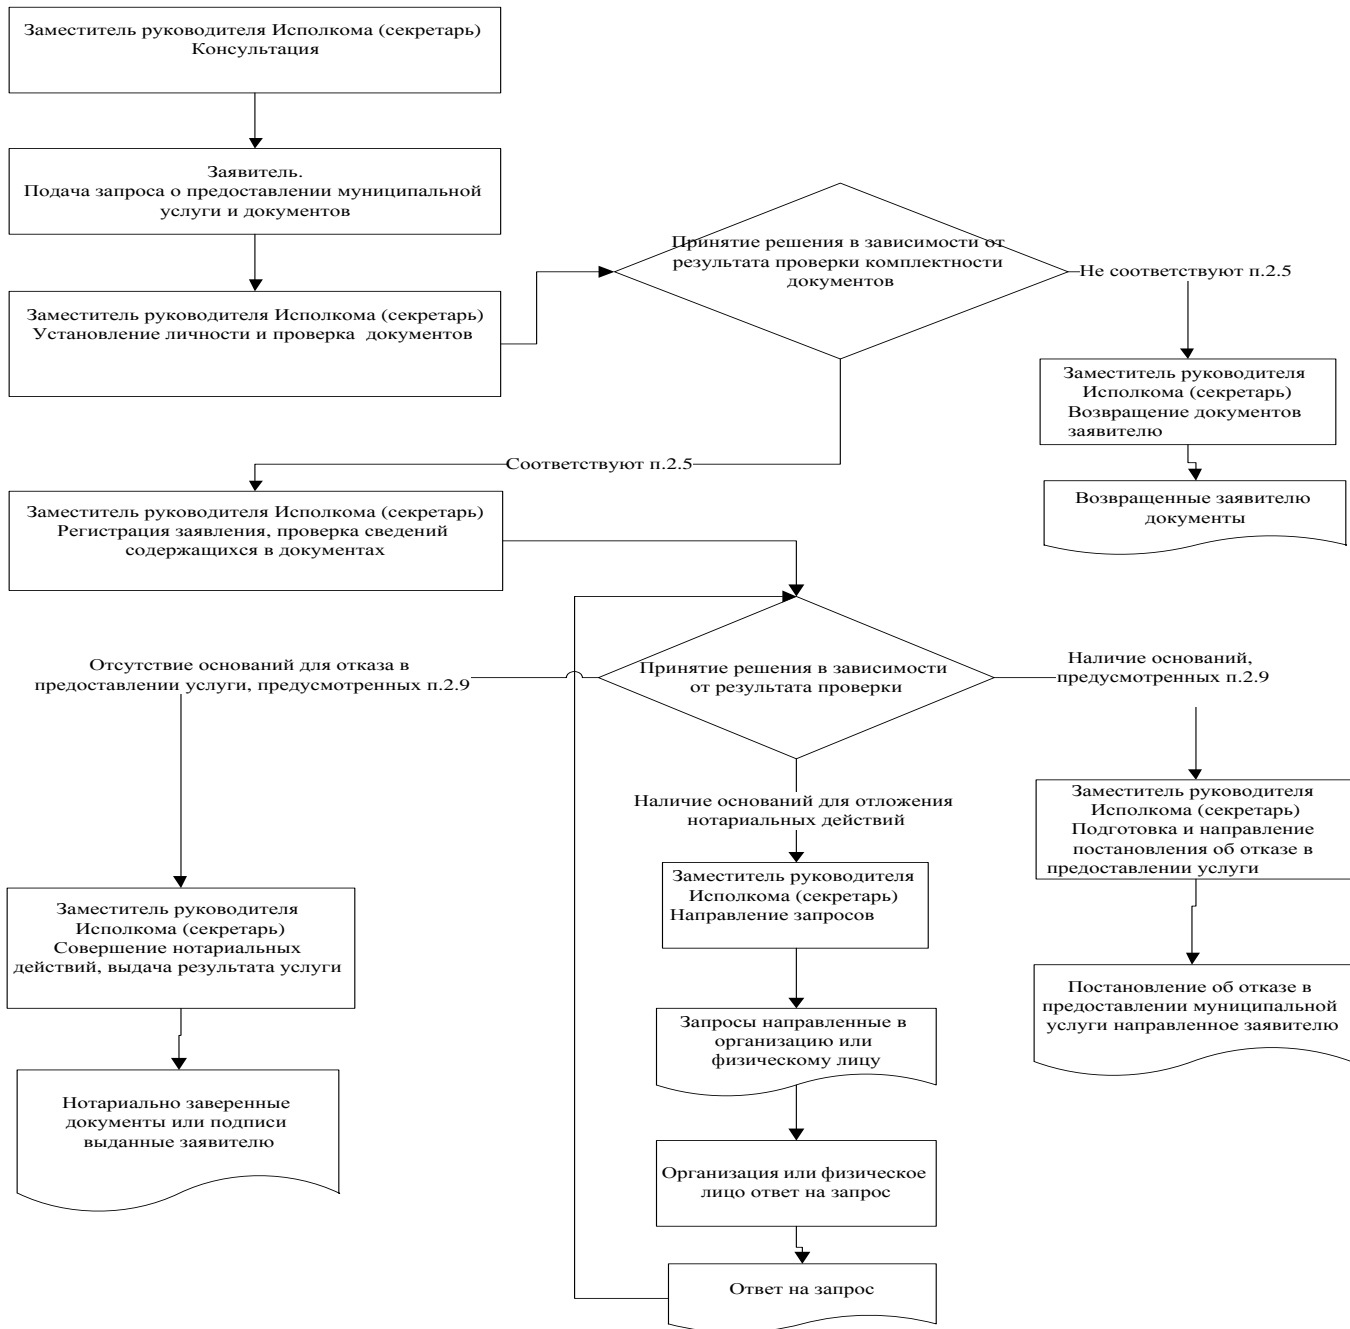 Заместитель руководителя Исполкома (секретарь)
Консультация
Заявитель.
Подача запроса о предоставлении муниципальной
услуги и документов
Заместитель руководителя Исполкома (секретарь)
Установление личности и проверка документов
Принятие решения в зависимости от
результата проверки комплектности
документов
Не соответствуют п.2.5
Заместитель руководителя
Исполкома (секретарь)
Возвращение документов
заявителю
Возвращенные заявителю
документы
Соответствуют п.2.5
Заместитель руководителя Исполкома (секретарь)
Регистрация заявления, проверка сведений
содержащихся в документах
Принятие решения в зависимости
от результата проверки
Отсутствие оснований для отказа в
предоставлении услуги, предусмотренных п.2.9
Наличие оснований,
предусмотренных п.2.9
Наличие оснований для отложения
нотариальных действий
Заместитель руководителя
Исполкома (секретарь)
Совершение нотариальных
действий, выдача результата услуги
Нотариально заверенные
документы или подписи
выданные заявителю
Заместитель руководителя
Исполкома (секретарь)
Направление запросов
Запросы направленные в
организацию или
физическому лицу
Организация или физическое
лицо ответ на запрос
Ответ на запрос
Заместитель руководителя
Исполкома (секретарь)
Подготовка и направление
постановления об отказе в
предоставлении услуги
Постановление об отказе в
предоставлении муниципальной
услуги направленное заявителю